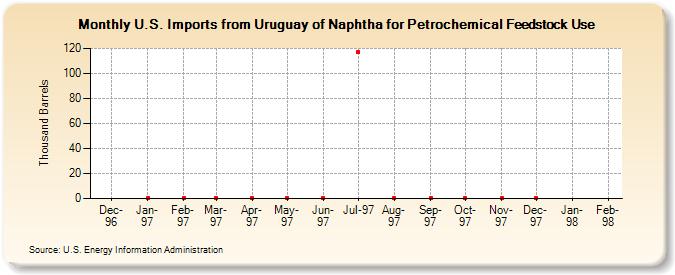 Monthly U.S. Imports from Uruguay of Naphtha for Petrochemical Feedstock Use
Thousand Barrels
120
100
80
60
40
20
0
Dec-96 Jan-97 Feb-97 Mar-97 Apr-97 May-97 Jun-97 Jul-97 Aug-97 Sep-97 Oct-97 Nov-97 Dec-97 Jan-98 Feb-98
Source: U.S. Energy Information Administration